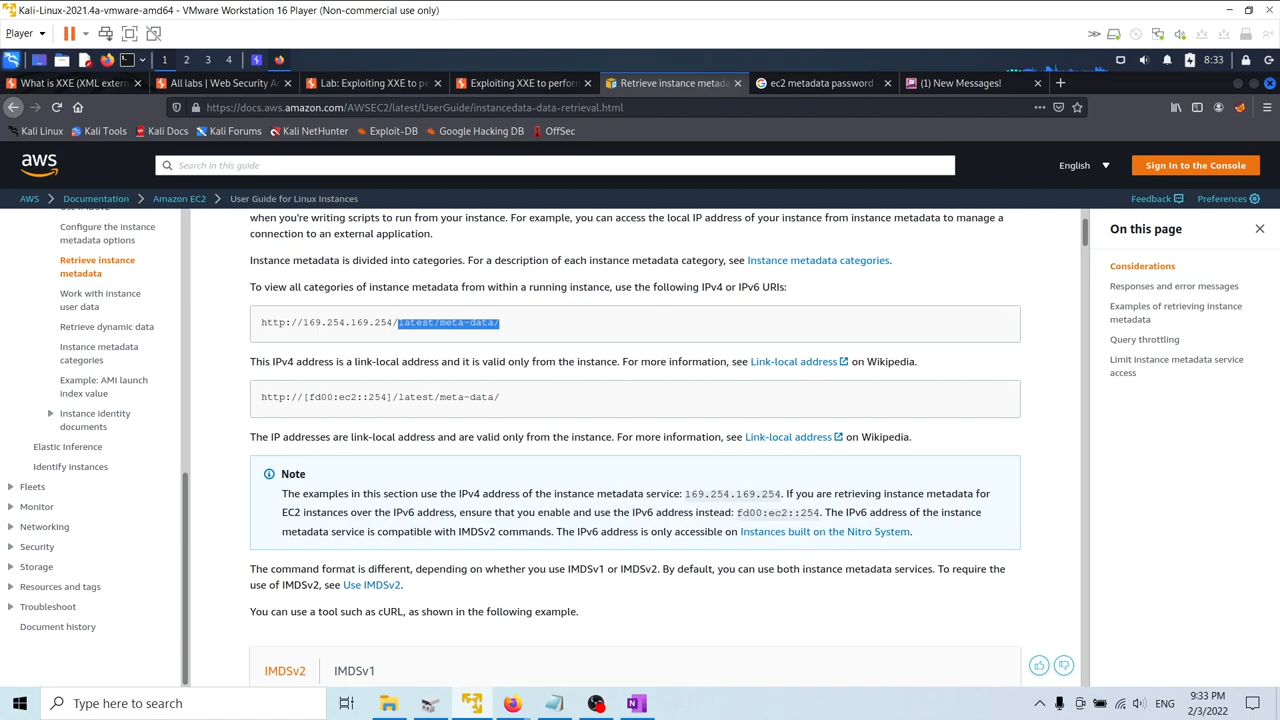 Kali-Linux-2021.4a-vmware-amd64 - VMware Workstation 16 Player (Non-commercial use only)
Player
1 2 3 4
8:33
What is XXE (XML extern
All labs | Web Security A
Lab: Exploiting XXE to pe
Exploiting XXE to perform
Retrieve instance metada
ec2 metadata password -
(1) New Messages!
https://docs.aws.amazon.com/AWSEC2/latest/UserGuide/instancedata-data-retrieval.html
Kali Linux
Kali Tools
Kali Docs
Kali Forums
Kali NetHunter
Exploit-DB
Google Hacking DB
OffSec
aws
Search in this guide
English
Sign In to the Console
AWS
Documentation
Amazon EC2
User Guide for Linux Instances
Feedback
Preferences
Configure the instance
metadata options
Retrieve instance
metadata
Work with instance
user data
Retrieve dynamic data
Instance metadata
categories
Example: AMI launch
index value
Instance identity
documents
Elastic Inference
Identify instances
Fleets
Monitor
Networking
Security
Storage
Resources and tags
Troubleshoot
Document history
when you're writing scripts to run from your instance. For example, you can access the local IP address of your instance from instance metadata to manage a
connection to an external application.
Instance metadata is divided into categories. For a description of each instance metadata category, see Instance metadata categories.
To view all categories of instance metadata from within a running instance, use the following IPv4 or IPv6 URIs:
http://169.254.169.254/latest/meta-data/
This IPv4 address is a link-local address and it is valid only from the instance. For more information, see Link-local address on Wikipedia.
http://[fd00:ec2::254]/latest/meta-data/
The IP addresses are link-local address and are valid only from the instance. For more information, see Link-local address on Wikipedia.
Note
The examples in this section use the IPv4 address of the instance metadata service: 169.254.169.254. If you are retrieving instance metadata for
EC2 instances over the IPv6 address, ensure that you enable and use the IPv6 address instead: fd00:ec2::254. The IPv6 address of the instance
metadata service is compatible with IMDSv2 commands. The IPv6 address is only accessible on Instances built on the Nitro System.
The command format is different, depending on whether you use IMDSv1 or IMDSv2. By default, you can use both instance metadata services. To require the
use of IMDSv2, see Use IMDSv2.
You can use a tool such as cURL, as shown in the following example.
IMDSv2
IMDSv1
On this page
Considerations
Responses and error messages
Examples of retrieving instance
metadata
Query throttling
Limit instance metadata service
access
Type here to search
ENG
9:33 PM
2/3/2022